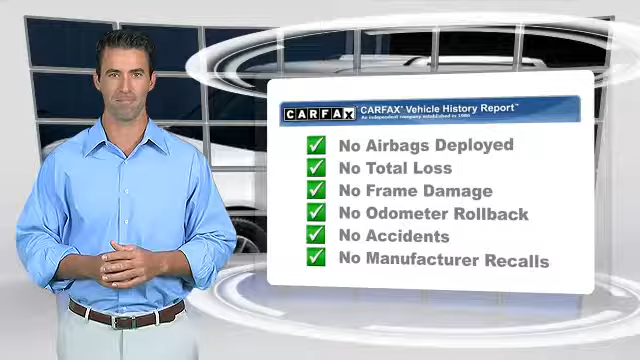 CARFAX CARFAX® Vehicle History Report™
An independent company established in 1986
No Airbags Deployed
No Total Loss
No Frame Damage
No Odometer Rollback
No Accidents
No Manufacturer Recalls